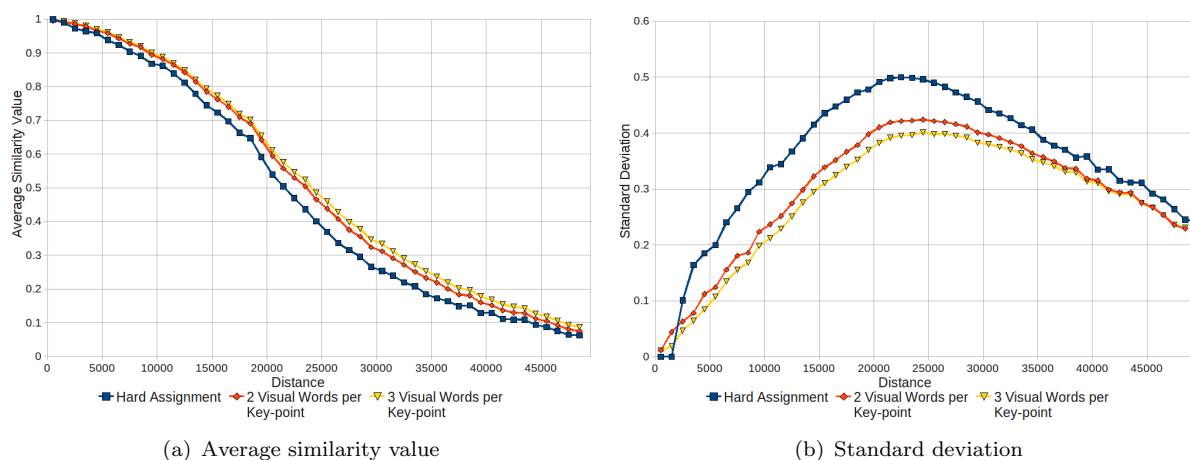 1
0.9
0.8
0.7
0.6
0.5
0.4
0.3
0.2
0.1
0
Average Similarity Value
0 5000 10000 15000 20000 25000 30000 35000 40000 45000
Distance
Hard Assignment 2 Visual Words per Key-point 3 Visual Words per Key-point
(a) Average similarity value
0.6
0.5
0.4
0.3
0.2
0.1
0
Standard Deviation
0 5000 10000 15000 20000 25000 30000 35000 40000 45000
Distance
Hard Assignment 2 Visual Words per Key-point 3 Visual Words per Key-point
(b) Standard deviation